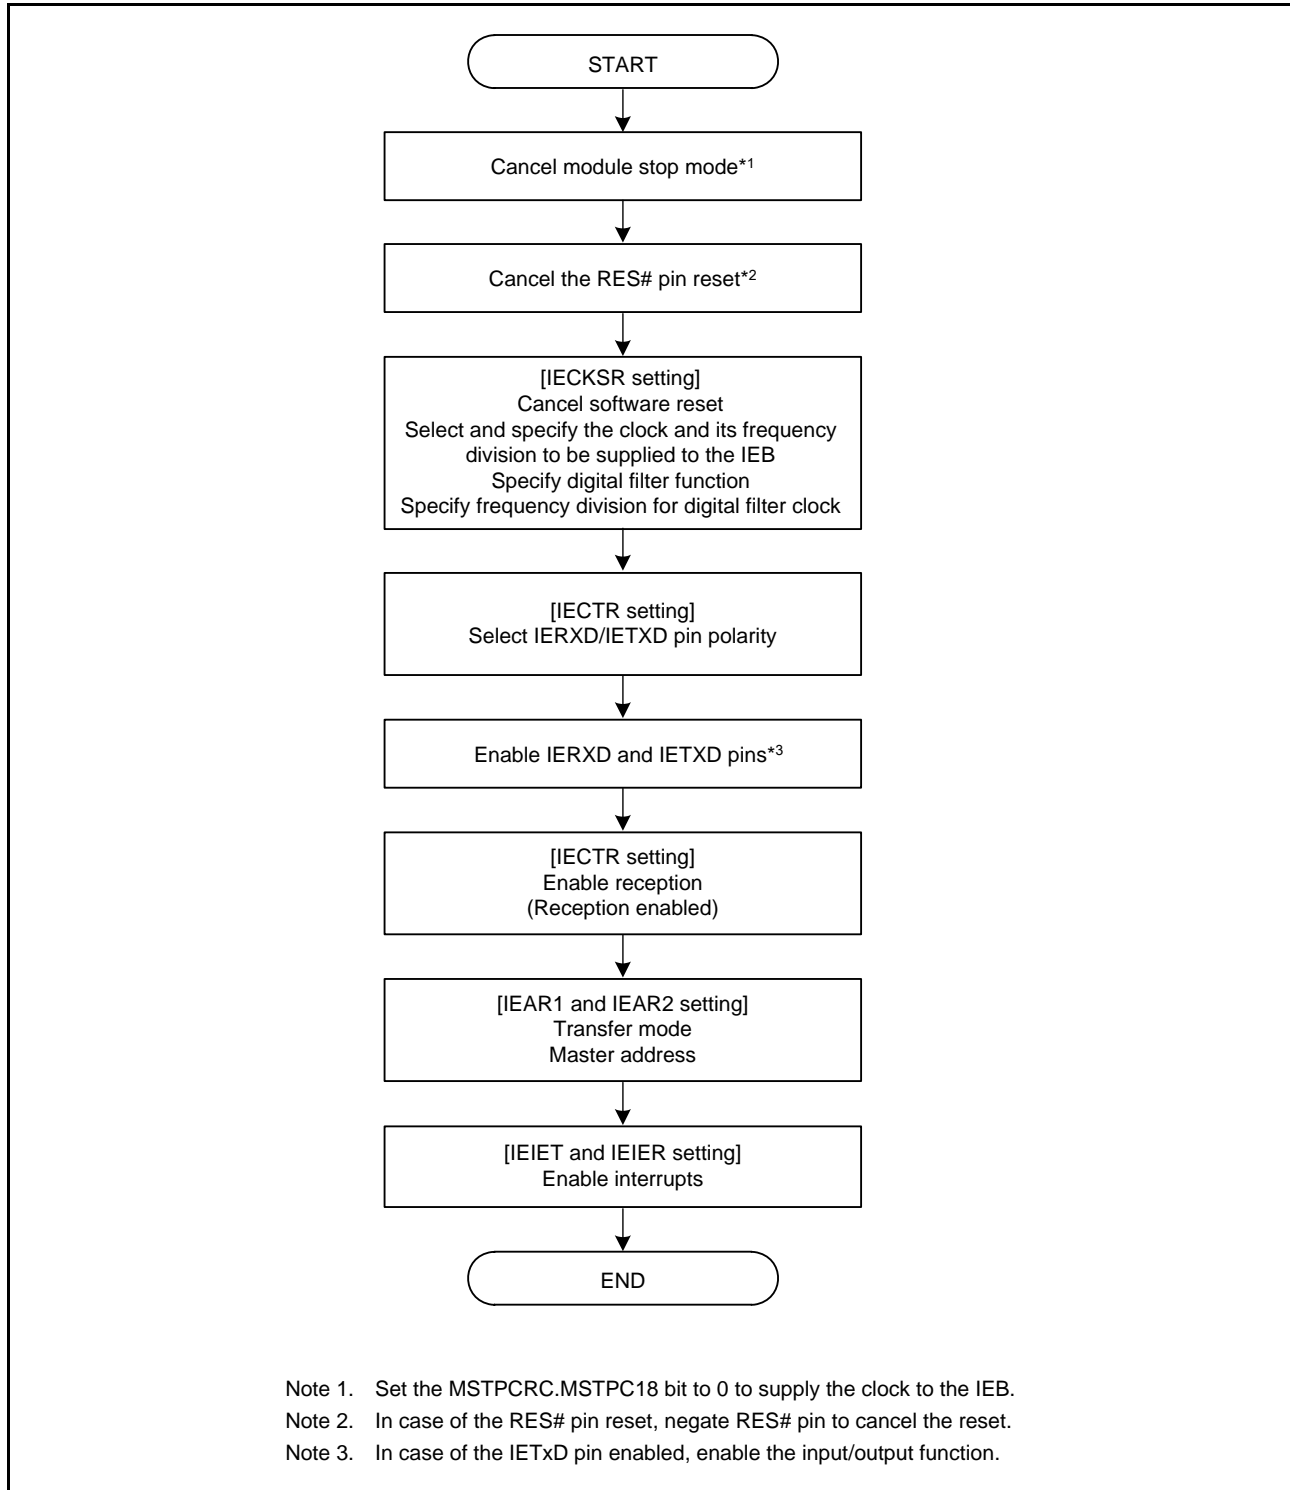 START
Cancel module stop mode*1
Cancel the RES# pin reset*2
[IECKSR setting]
Cancel software reset
Select and specify the clock and its frequency
division to be supplied to the IEB
Specify digital filter function
Specify frequency division for digital filter clock
[IECTR setting]
Select IERXD/IETXD pin polarity
Enable IERXD and IETXD pins*3
[IECTR setting]
Enable reception
(Reception enabled)
[IEAR1 and IEAR2 setting]
Transfer mode
Master address
[IEIET and IEIER setting]
Enable interrupts
END
Note 1. Set the MSTPCRC.MSTPC18 bit to 0 to supply the clock to the IEB.
Note 2. In case of the RES# pin reset, negate RES# pin to cancel the reset.
Note 3. In case of the IETxD pin enabled, enable the input/output function.